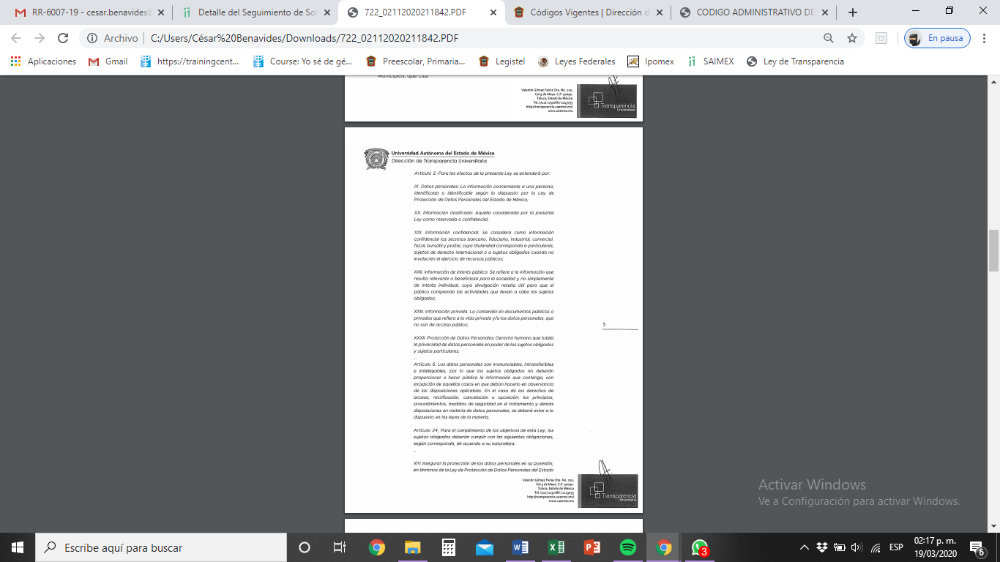 RR-6007-19 - cesar.benavides@
Detalle del Seguimiento de Sol
722_02112020211842.PDF
Códigos Vigentes | Dirección d
CODIGO ADMINISTRATIVO DE
Archivo
C:/Users/César%20Benavides/Downloads/722_02112020211842.PDF
En pausa
Aplicaciones
Gmail
https://trainingcent...
Course: Yo sé de gé...
Preescolar, Primaria...
Legistel
Leyes Federales
Ipomex
SAIMEX
Ley de Transparencia
Municipios, que cita:
Valentín Gómez Farías Ote. No. 200,
Col.5 de Mayo. C.P. 50090.
Toluca, Estado de México
Tel. (722) 2131086 / 2143055
http://transparencia.uaemex.mx/
www.uaemex.mx
Transparencia
Universitaria
Universidad Autónoma del Estado de México
Dirección de Transparencia Universitaria
Artículo 3.-Para los efectos de la presente Ley se entenderá por:
IX. Datos personales: La información concerniente a una persona,
identificada o identificable según lo dispuesto por la Ley de
Protección de Datos Personales del Estado de México;
XX. Información clasificada: Aquella considerada por la presente
Ley como reservada o confidencial;
XXI. Información confidencial: Se considera como información
confidencial los secretos bancario, fiduciario, industrial, comercial,
fiscal, bursátil y postal, cuya titularidad corresponda a particulares,
sujetos de derecho internacional o a sujetos obligados cuando no
involucren el ejercicio de recursos públicos;
XXII. Información de interés público: Se refiere a la información que
resulta relevante o beneficiosa para la sociedad y no simplemente
de interés individual, cuya divulgación resulta útil para que el
público comprenda las actividades que llevan a cabo los sujetos
obligados;
XXIII. Información privada: La contenida en documentos públicos o
privados que refiera a la vida privada y/o los datos personales, que
no son de acceso público;
XXXII. Protección de Datos Personales: Derecho humano que tutela
la privacidad de datos personales en poder de los sujetos obligados
y sujetos particulares;
...
Artículo 6. Los datos personales son irrenunciables, intransferibles
e indelegables, por lo que los sujetos obligados no deberán
proporcionar o hacer pública la información que contenga, con
excepción de aquellos casos en que deban hacerlo en observancia
de las disposiciones aplicables. En el caso de los derechos de
acceso, rectificación, cancelación u oposición; los principios,
procedimientos, medidas de seguridad en el tratamiento y demás
disposiciones en materia de datos personales, se deberá estar a lo
dispuesto en las leyes de la materia.
Artículo 24, Para el cumplimiento de los objetivos de esta Ley, los
sujetos obligados deberán cumplir con las siguientes obligaciones,
según corresponda, de acuerdo a su naturaleza:
...
XIV Asegurar la protección de los datos personales en su posesión,
en términos de la Ley de Protección de Datos Personales del Estado
5
Valentín Gómez Farías Ote. No. 200,
Col.5 de Mayo. C.P. 50090.
Toluca, Estado de México
Tel. (722) 2131086 / 2143055
http://transparencia.uaemex.mx/
www.uaemex.mx
Transparencia
Universitaria
Activar Windows
Ve a Configuración para activar Windows.
Escribe aquí para buscar
3
ESP
02:17 p. m.
19/03/2020
6